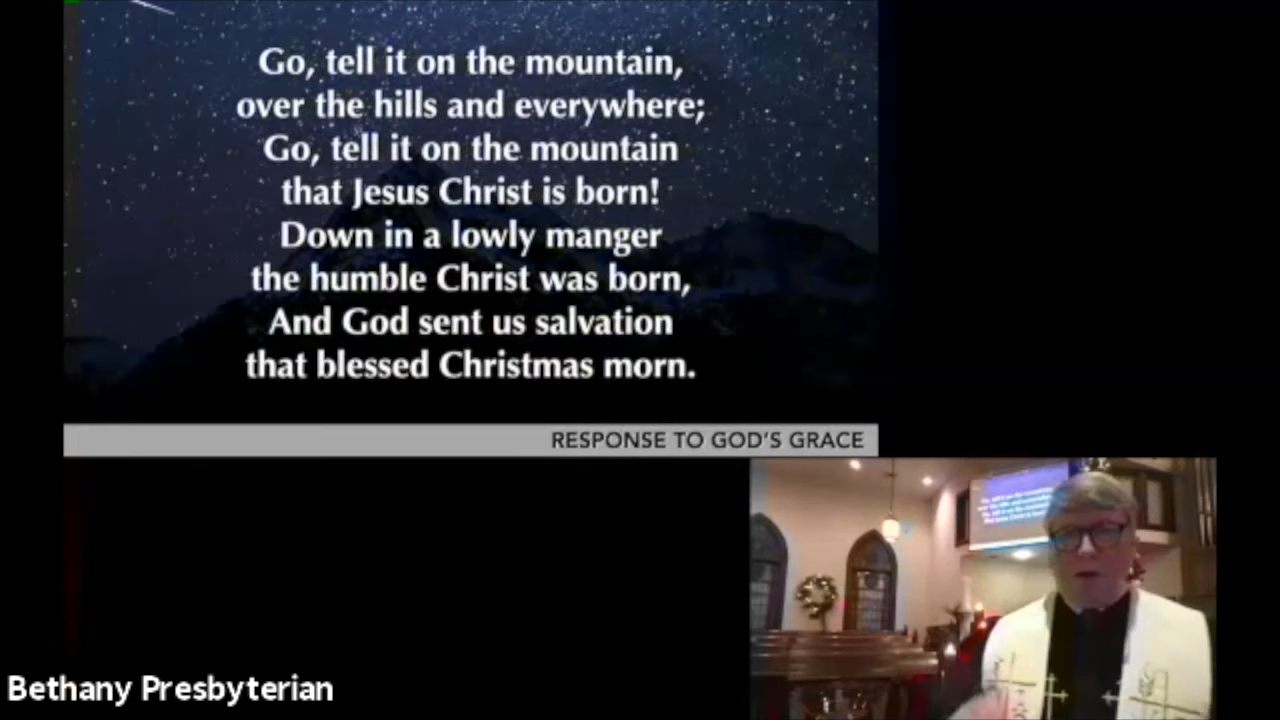 Go, tell it on the mountain,
over the hills and everywhere;
Go, tell it on the mountain
that Jesus Christ is born!
Down in a lowly manger
the humble Christ was born,
And God sent us salvation
that blessed Christmas morn.
RESPONSE TO GOD'S GRACE
Bethany Presbyterian